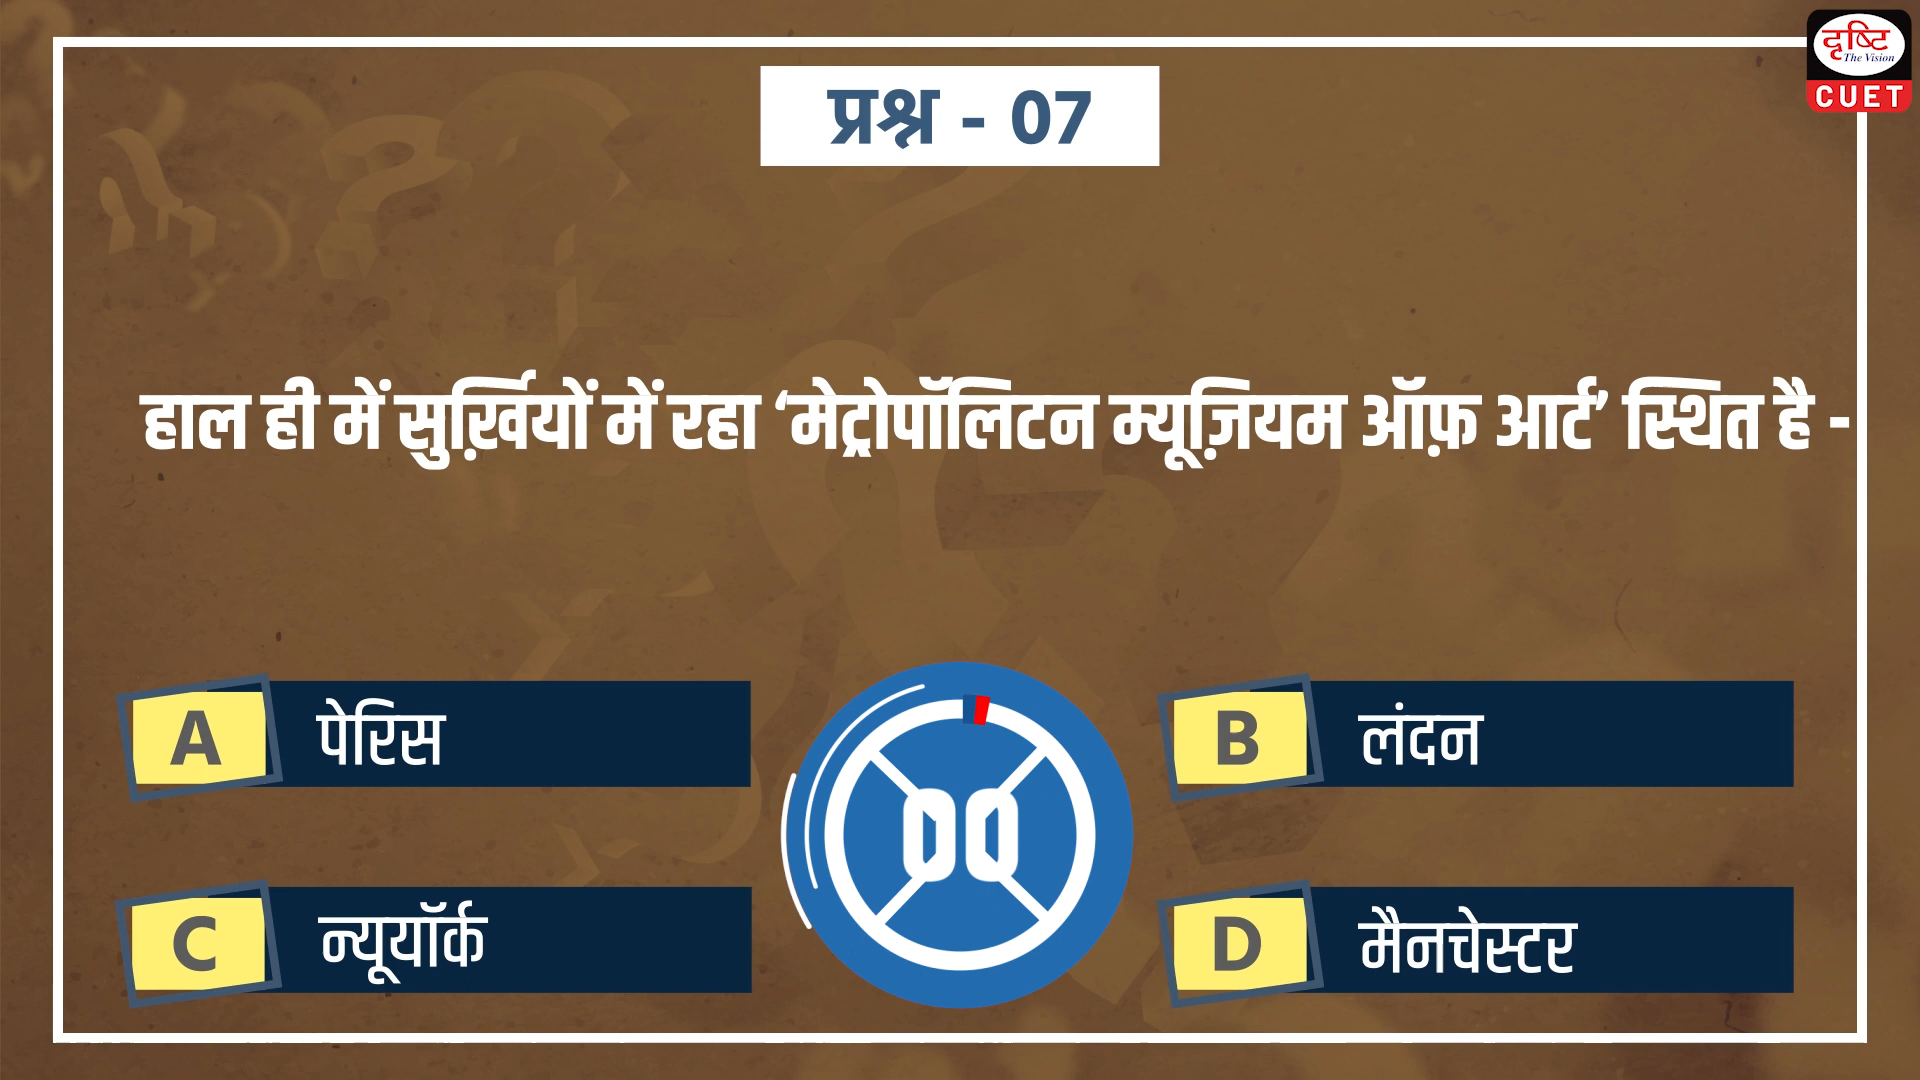 दृष्टि
The Vision
CUET
प्रश्न - 07
हाल ही में सुर्ख़ियों में रहा ‘मेट्रोपॉलिटन म्यूज़ियम ऑफ़ आर्ट’ स्थित है -
A पेरिस
B लंदन
00
C न्यूयॉर्क
D मैनचेस्टर